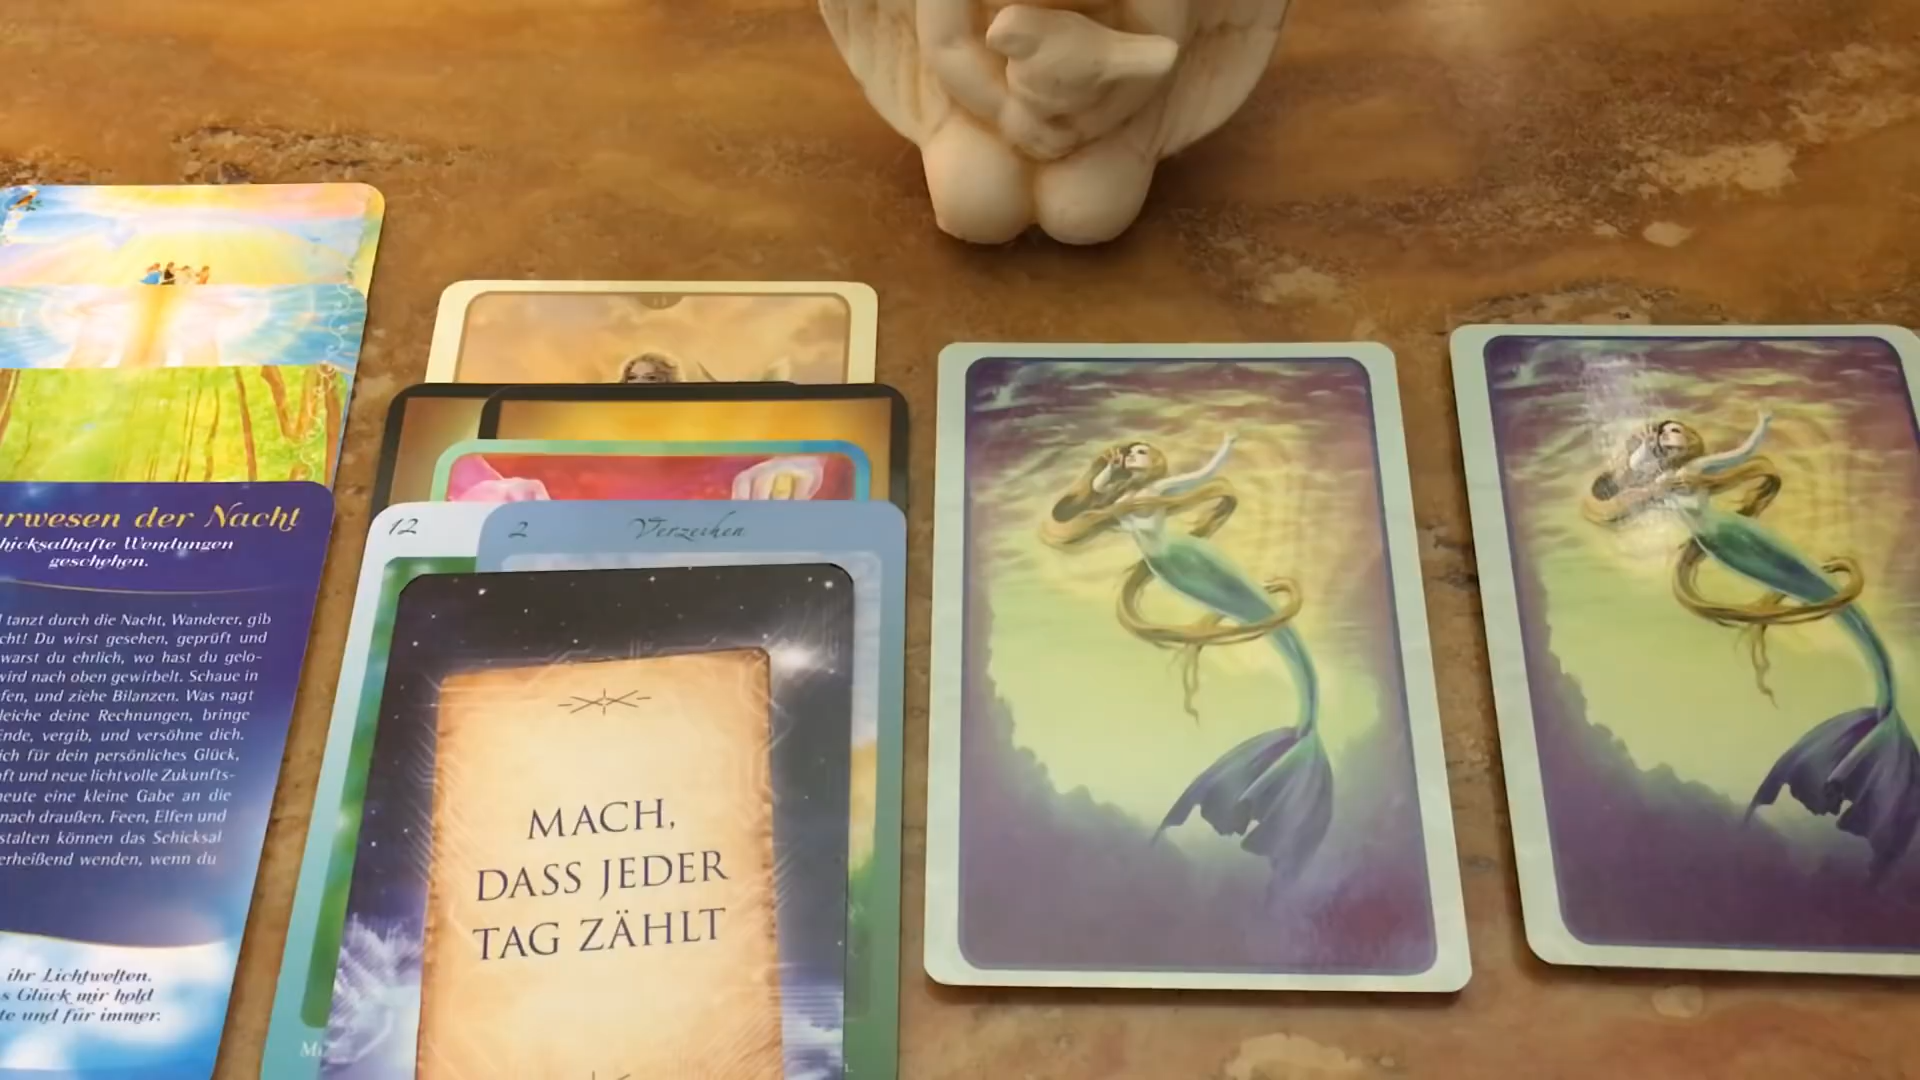 rwesen der Nacht
hicksalhafte Wendungen
geschehen.
tanzt durch die Nacht, Wanderer, gib
cht! Du wirst gesehen, geprüft und
warst du ehrlich, wo hast du gelo-
wird nach oben gewirbelt. Schaue in
fen, und ziehe Bilanzen. Was nagt
leiche deine Rechnungen, bringe
Ende, vergib, und versöhne dich.
ich für dein persönliches Glück,
ft und neue lichtvolle Zukunfts-
heute eine kleine Gabe an die
nach draußen. Feen, Elfen und
stalten können das Schicksal
erheißend wenden, wenn du
ihr Lichtwelten.
s Glück mir hold
te und für immer.
12
2 Verzeihen
MACH,
DASS JEDER
TAG ZÄHLT